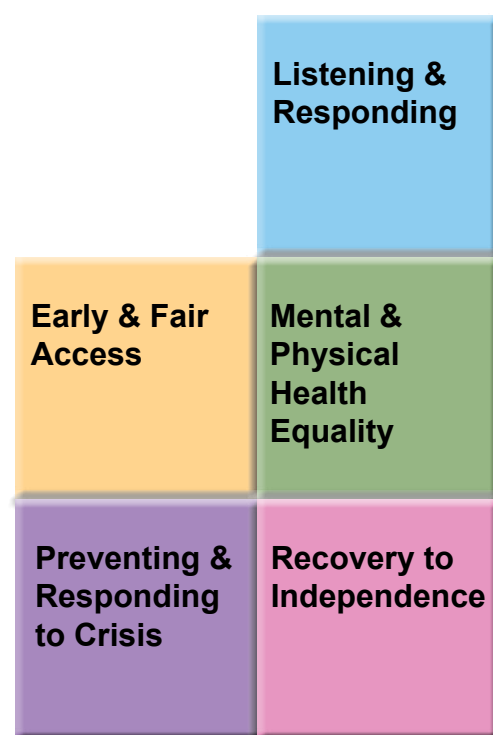 Listening &
Responding
Early & Fair
Access
Mental &
Physical
Health
Equality
Preventing &
Responding
to Crisis
Recovery to
Independence